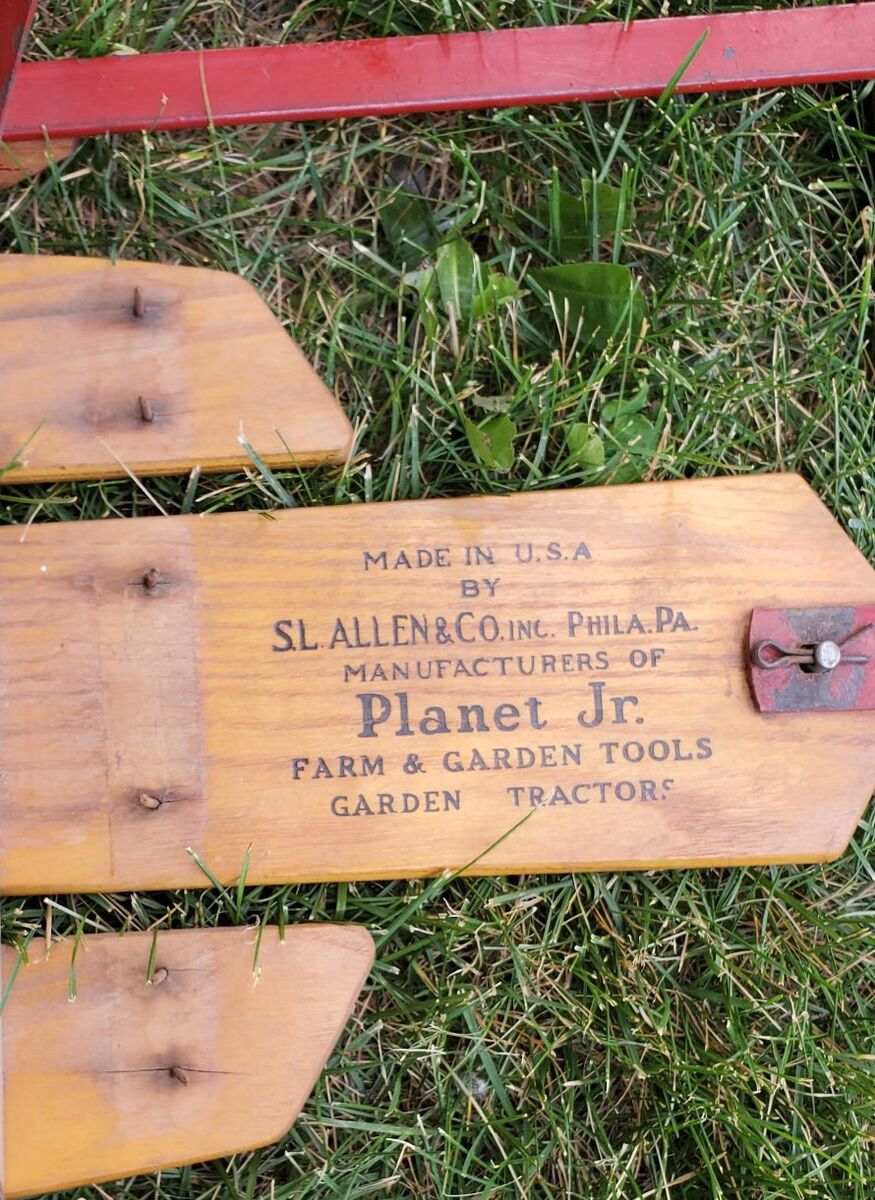 MADE IN U.S.A
BY
S.L. ALLEN & CO. INC. PHILA. PA.
MANUFACTURERS OF
Planet Jr.
FARM & GARDEN TOOLS
GARDEN TRACTORS